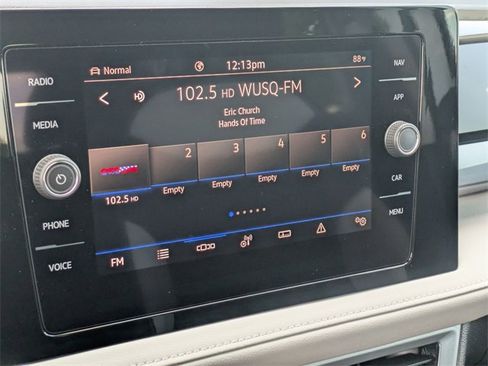 RADIO
MEDIA
PHONE
VOICE
Normal
12:13pm
88°F
HD
102.5 HD WUSQ-FM
Eric Church
Hands Of Time
2
3
4
5
6
102.5 HD
Empty
Empty
Empty
Empty
Empty
FM
NAV
APP
CAR
MENU